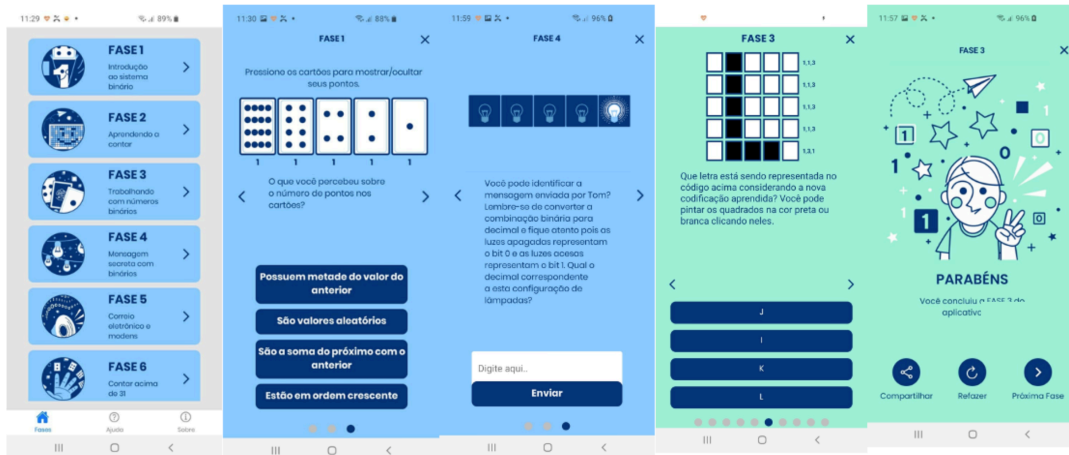 11:29
89%
FASE 1
Introdução
ao sistema
binário
FASE 2
Aprendendo a
contar
FASE 3
Trabalhando
com números
binários
FASE 4
Mensagem
secreta com
binários
FASE 5
Correio
eletrônico e
modens
FASE 6
Contar acima
de 31
Fases
Ajuda
Sobre
11:30
88%
FASE 1
Pressione os cartões para mostrar/ocultar
seus pontos.
1 1 1 1 1
O que você percebeu sobre
o número de pontos nos
cartões?
Possuem metade do valor do
anterior
São valores aleatórios
São a soma do próximo com o
anterior
Estão em ordem crescente
11:59
96%
FASE 4
Você pode identificar a
mensagem enviada por Tom?
Lembre-se de converter a
combinação binária para
decimal e fique atento pois as
luzes apagadas representam
o bit 0 e as luzes acesas
representam o bit 1. Qual o
decimal correspondente
a esta configuração de
lâmpadas?
Digite aqui..
Enviar
FASE 3
1,1,3
1,1,3
1,1,3
1,1,3
1,3,1
Que letra está sendo representada no
código acima considerando a nova
codificação aprendida? Você pode
pintar os quadrados na cor preta ou
branca clicando neles.
J
I
K
L
11:57
96%
FASE 3
1
1
0
1
0
1
0
1
PARABÉNS
Você concluiu a FASE 3 do
aplicativo
Compartilhar
Refazer
Próxima Fase